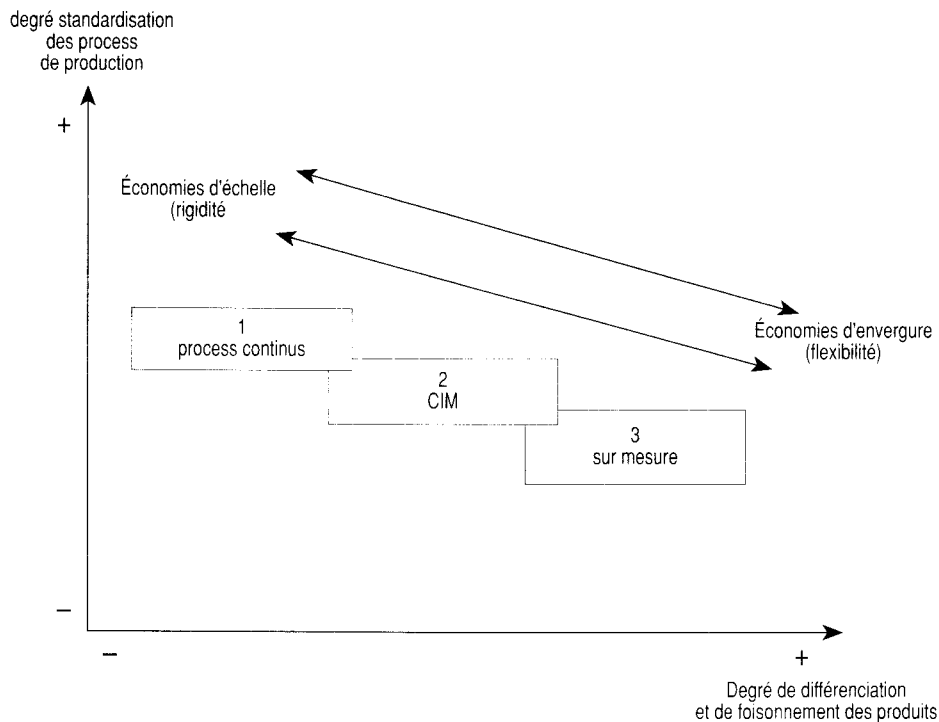 degré standardisation
des process
de production
+
Économies d'échelle
(rigidité
1
process continus
Économies d'envergure
(flexibilité)
2
CIM
3
sur mesure
–
–
+
Degré de différenciation
et de foisonnement des produits